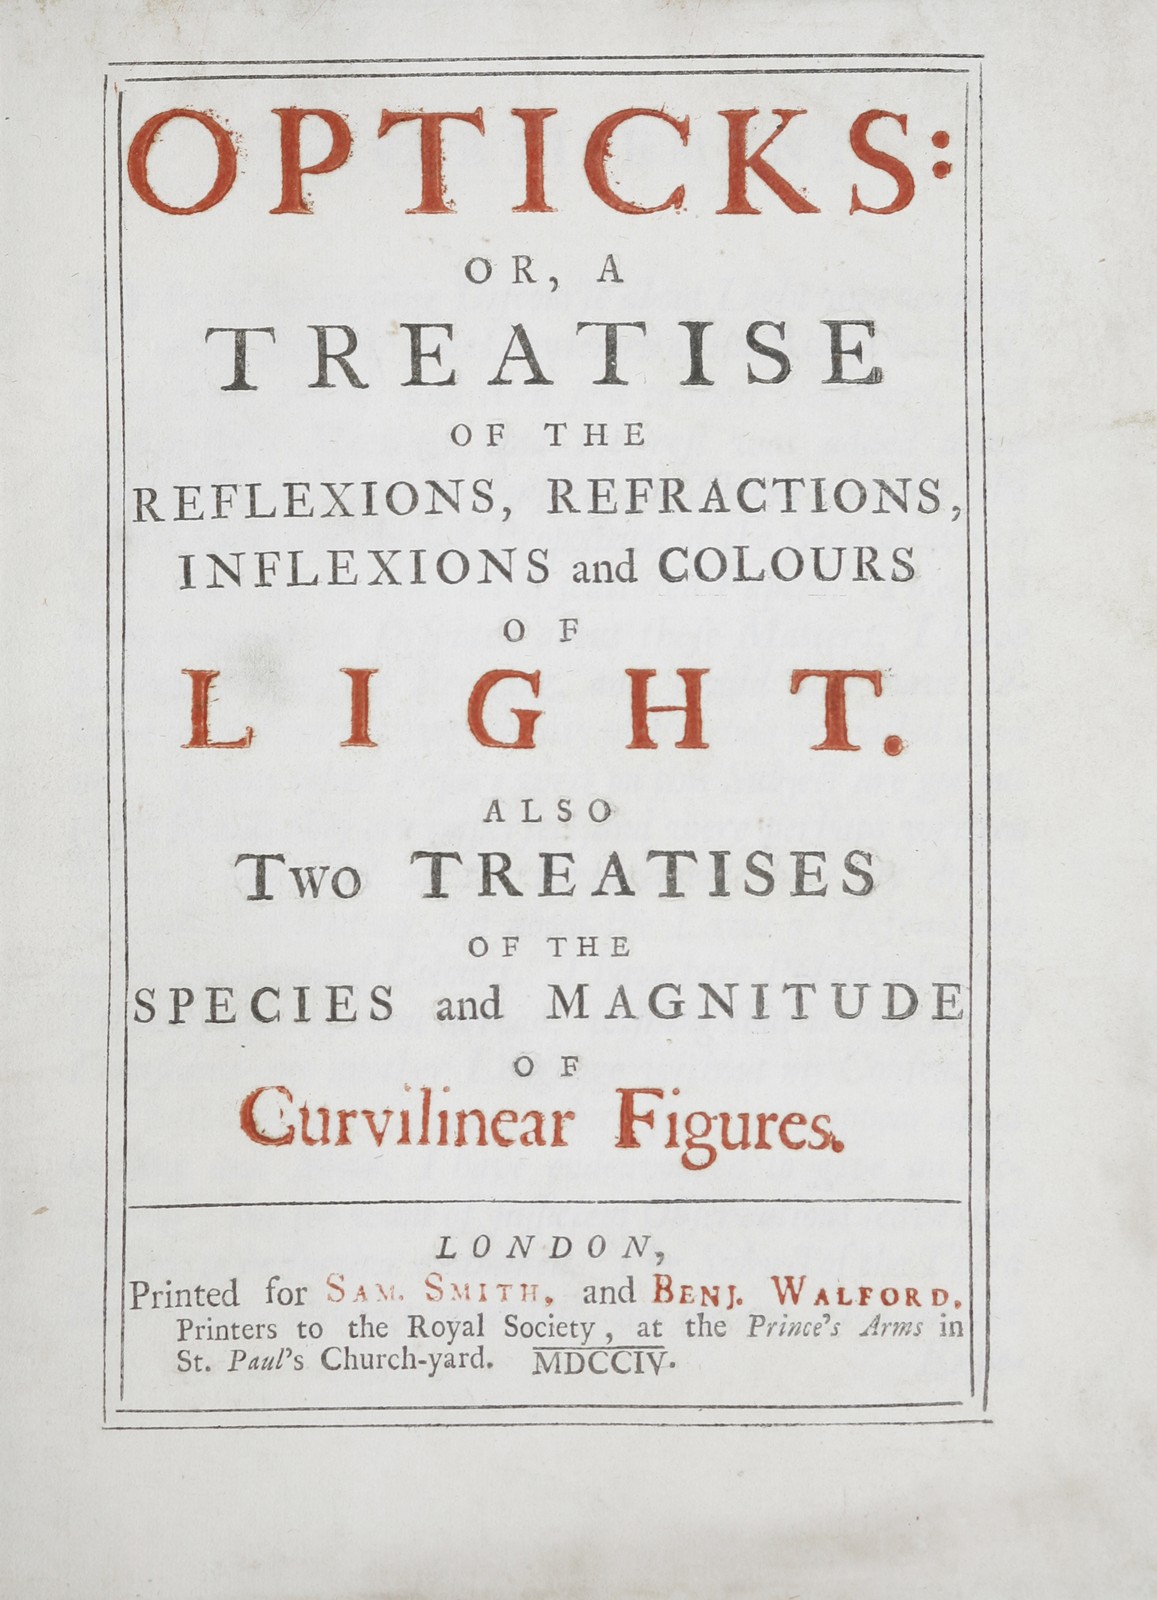 OPTICKS:
OR, A
TREATISE
OF THE
REFLEXIONS, REFRACTIONS,
INFLEXIONS and COLOURS
OF
LIGHT.
ALSO
Two TREATISES
OF THE
SPECIES and MAGNITUDE
OF
Curvilinear Figures.
LONDON,
Printed for SAM. SMITH, and BENJ. WALFORD,
Printers to the Royal Society, at the Prince's Arms in
St. Paul's Church-yard. MDCCIV.